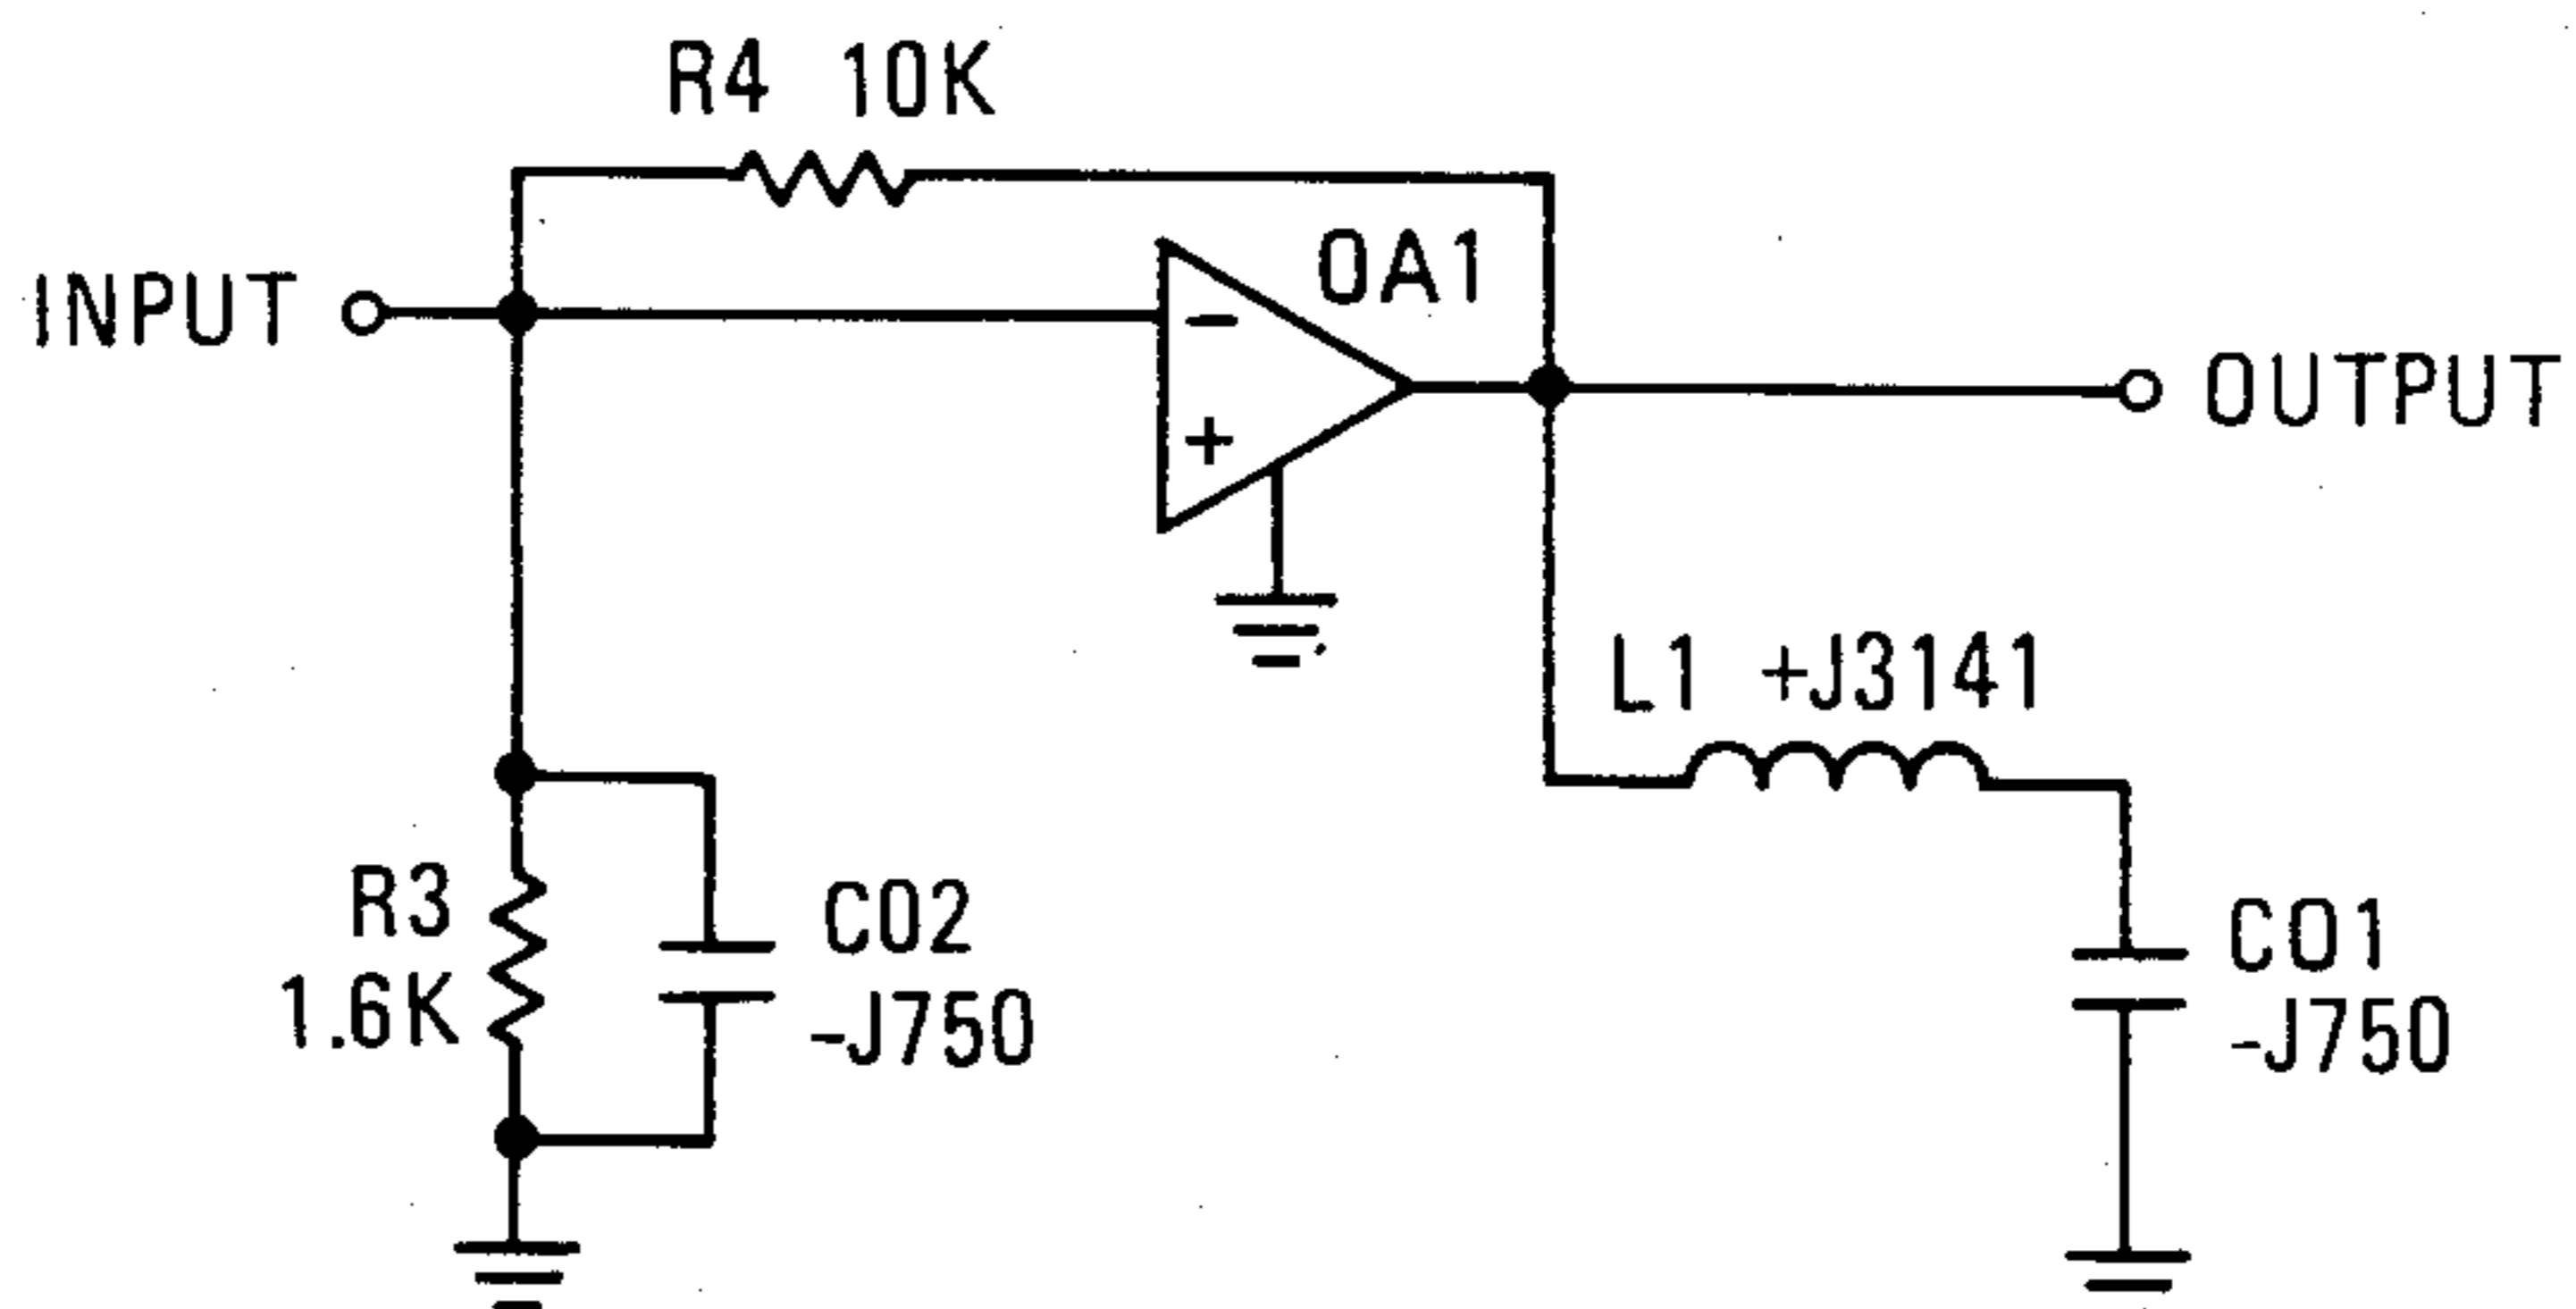 R4 10K
OA1
INPUT
OUTPUT
-
+
L1 +J3141
R3
1.6K
C02
-J750
C01
-J750